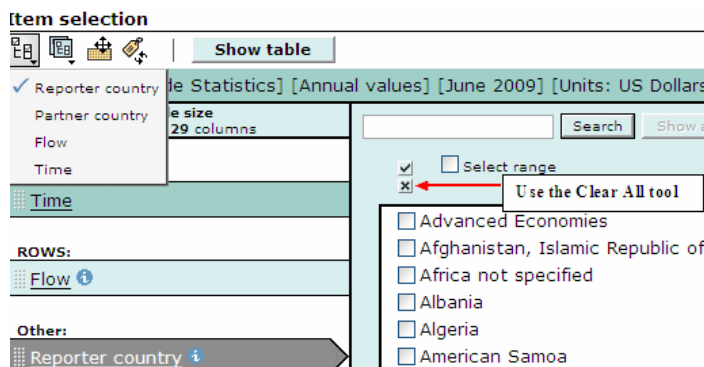 Item selection
Show table
de Statistics] [Annual values] [June 2009] [Units: US Dollars
Reporter country
Partner country
Flow
Time
e size
29 columns
Search
Show a
Select range
Use the Clear All tool
Time
ROWS:
Flow
Other:
Reporter country
Advanced Economies
Afghanistan, Islamic Republic of
Africa not specified
Albania
Algeria
American Samoa